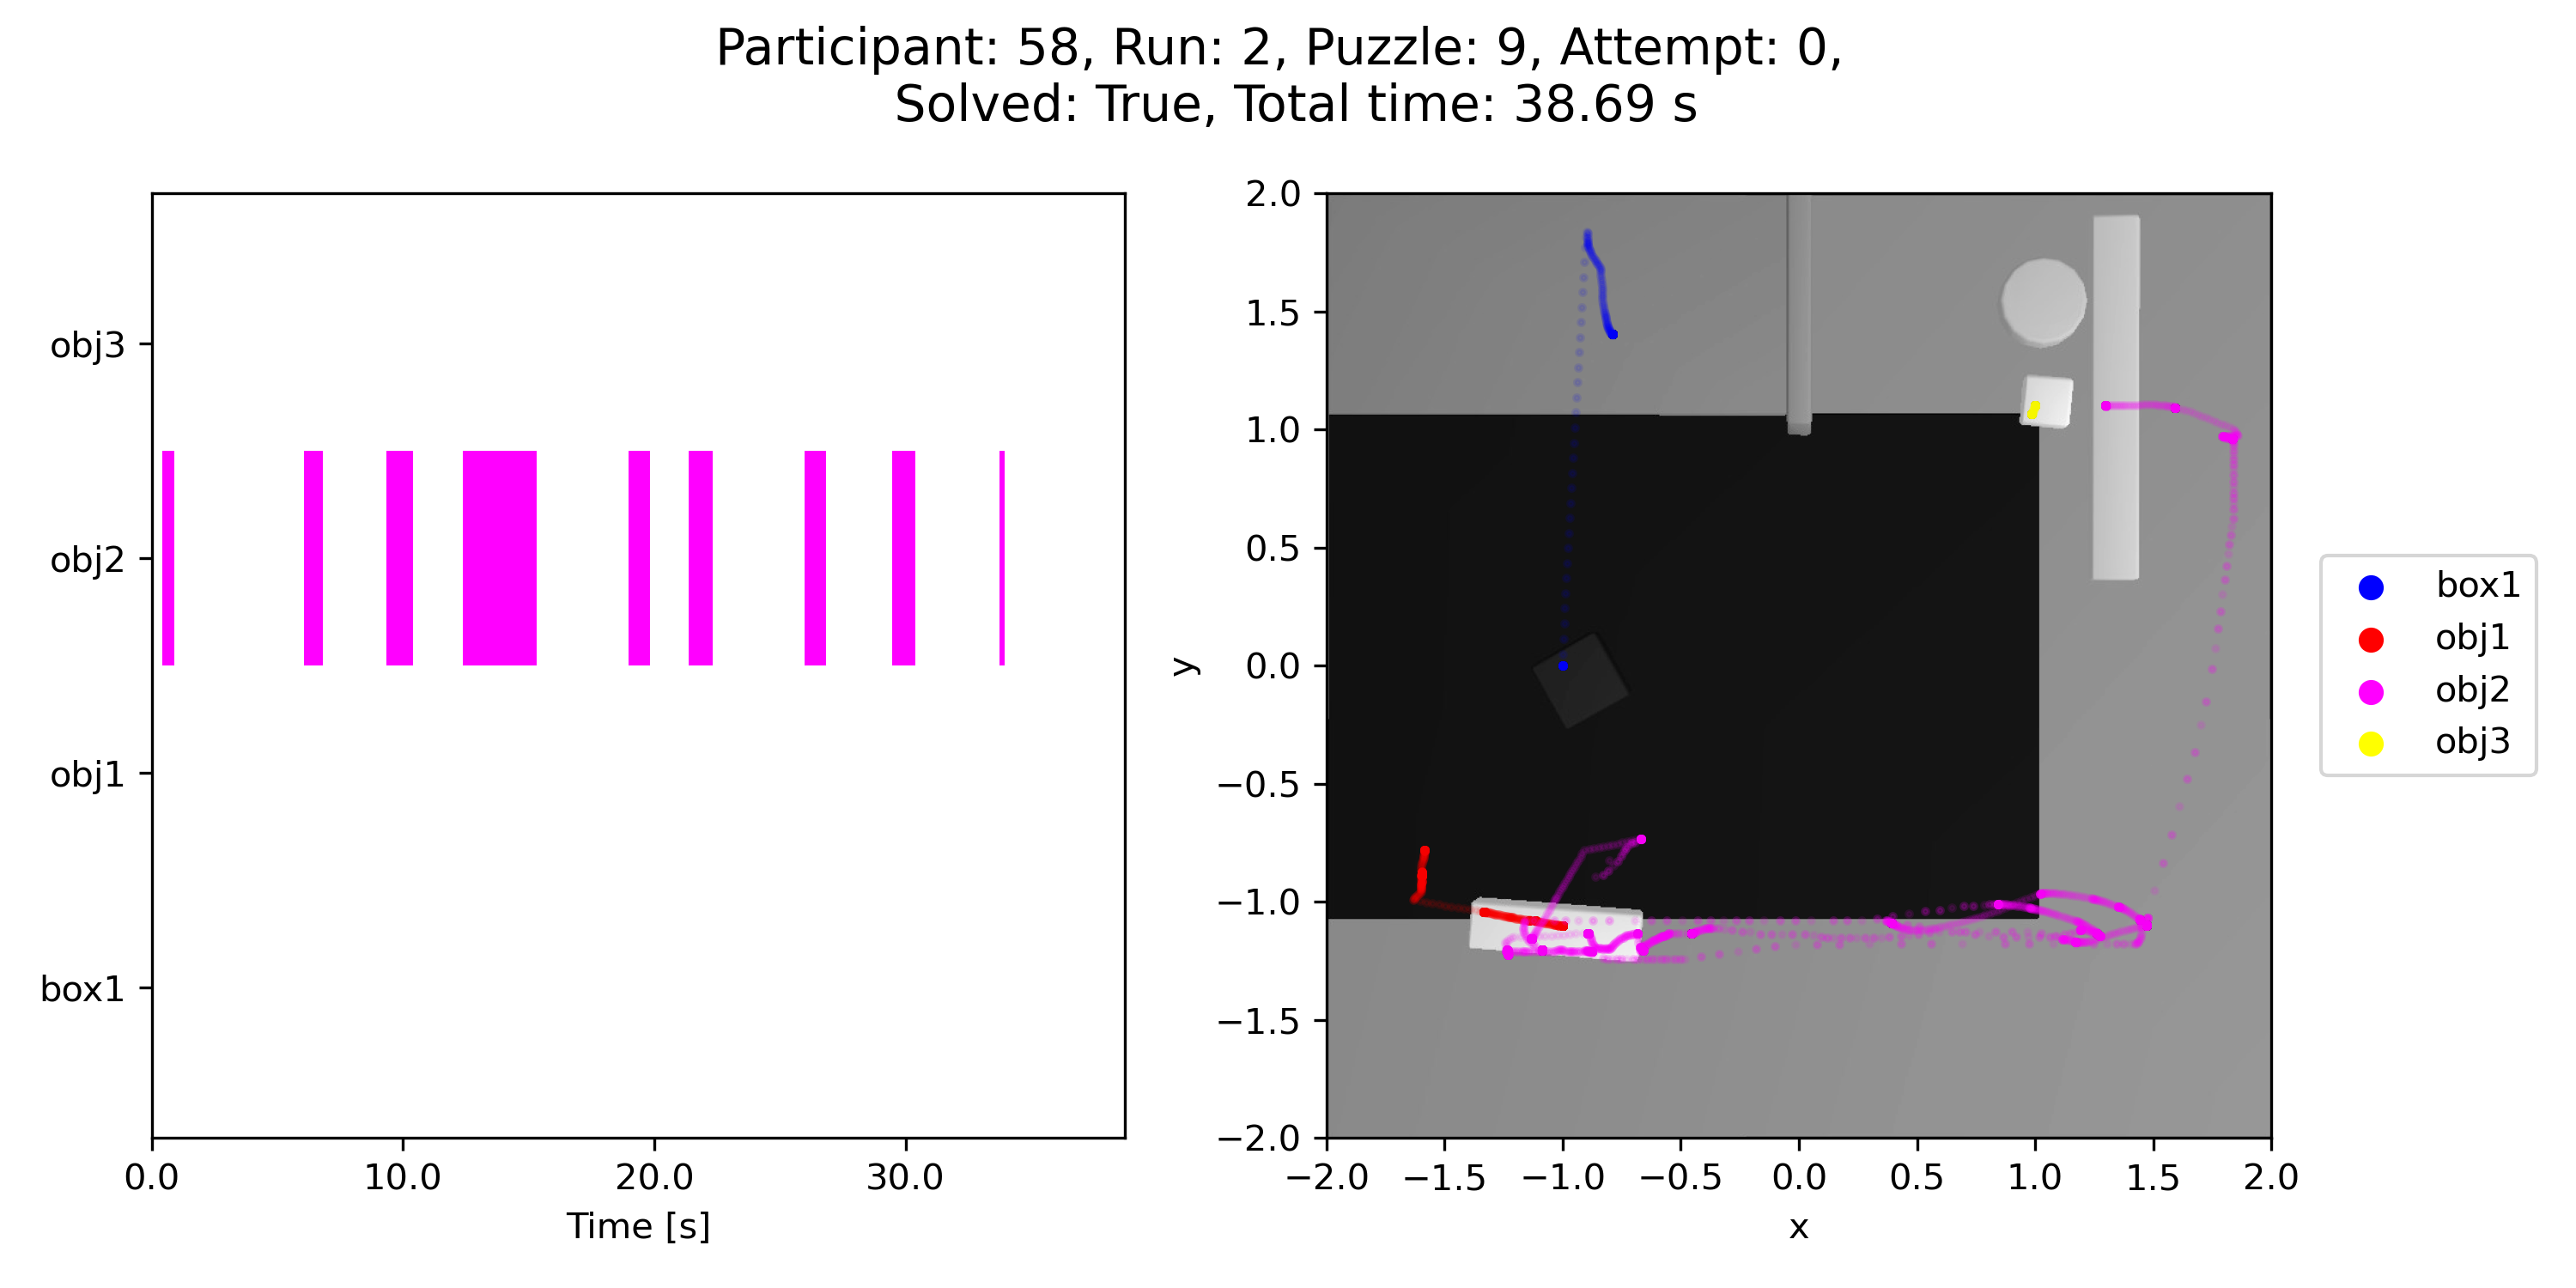 Participant: 58, Run: 2, Puzzle: 9, Attempt: 0,
Solved: True, Total time: 38.69 s
obj3
obj2
obj1
box1
0.0 10.0 20.0 30.0
Time [s]
2.0
1.5
1.0
0.5
0.0
−0.5
−1.0
−1.5
−2.0
y
−2.0 −1.5 −1.0 −0.5 0.0 0.5 1.0 1.5 2.0
x
box1
obj1
obj2
obj3